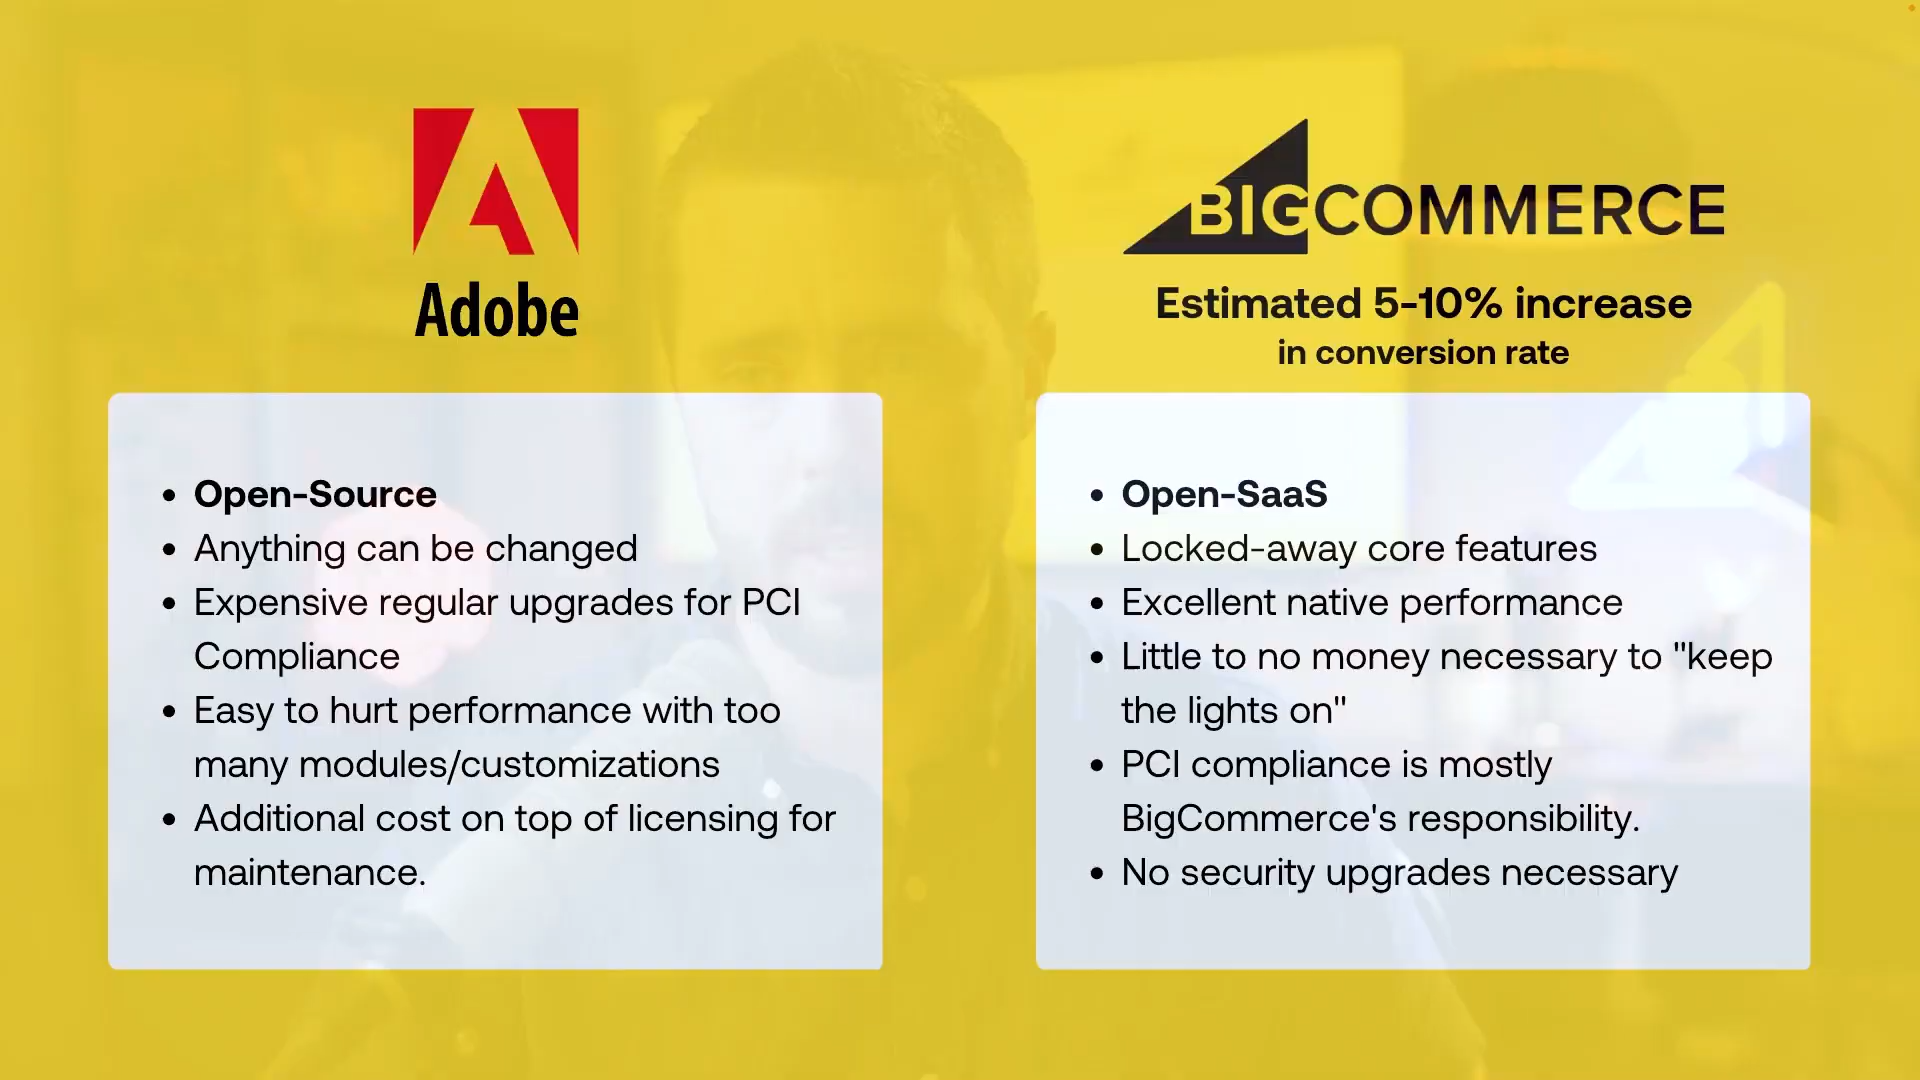 Adobe
BIGCOMMERCE
Estimated 5-10% increase
in conversion rate
• Open-Source
• Anything can be changed
• Expensive regular upgrades for PCI
Compliance
• Easy to hurt performance with too
many modules/customizations
• Additional cost on top of licensing for
maintenance.
• Open-SaaS
• Locked-away core features
• Excellent native performance
• Little to no money necessary to "keep
the lights on"
• PCI compliance is mostly
BigCommerce's responsibility.
• No security upgrades necessary